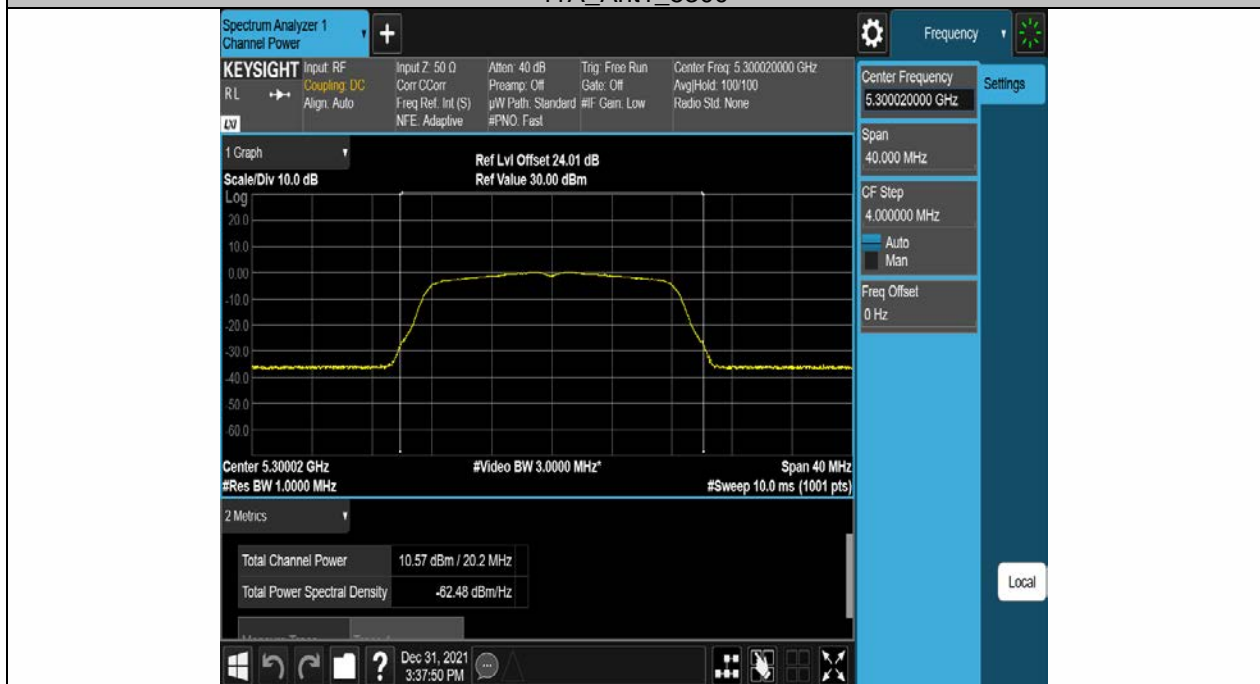 Spectrum Analyzer 1
Channel Power
Frequency
KEYSIGHT
RL
LXI
Input: RF
Coupling: DC
Align: Auto
Input Z: 50 Ω
Corr CCorr
Freq Ref: Int (S)
NFE: Adaptive
Atten: 40 dB
Preamp: Off
µW Path: Standard
#PNO: Fast
Trig: Free Run
Gate: Off
#IF Gain: Low
Center Freq: 5.300020000 GHz
Avg|Hold: 100/100
Radio Std: None
Center Frequency
5.300020000 GHz
Settings
Span
40.000 MHz
CF Step
4.000000 MHz
Auto
Man
Freq Offset
0 Hz
1 Graph
Scale/Div 10.0 dB
Ref Lvl Offset 24.01 dB
Ref Value 30.00 dBm
Log
20.0
10.0
0.00
-10.0
-20.0
-30.0
-40.0
-50.0
-60.0
Center 5.30002 GHz
#Video BW 3.0000 MHz*
Span 40 MHz
#Res BW 1.0000 MHz
#Sweep 10.0 ms (1001 pts)
2 Metrics
Total Channel Power 10.57 dBm / 20.2 MHz
Total Power Spectral Density -62.48 dBm/Hz
Local
Dec 31, 2021
3:37:50 PM